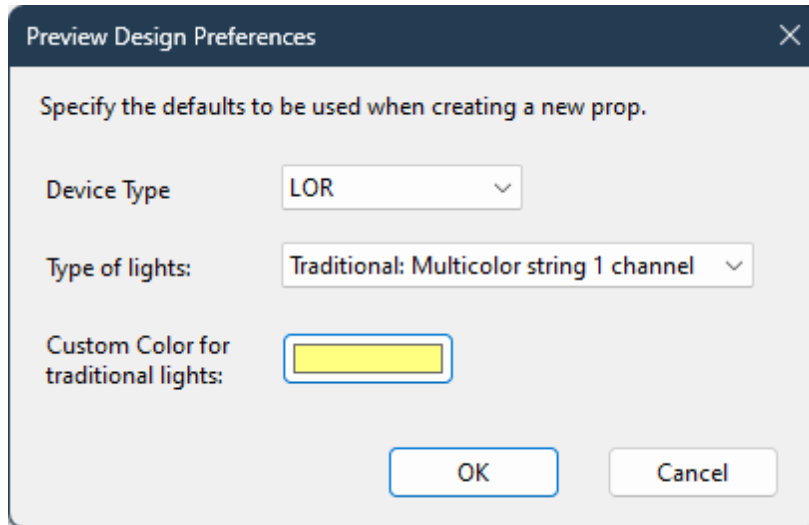 Preview Design Preferences
Specify the defaults to be used when creating a new prop.
Device Type
LOR
Type of lights:
Traditional: Multicolor string 1 channel
Custom Color for
traditional lights:
OK
Cancel